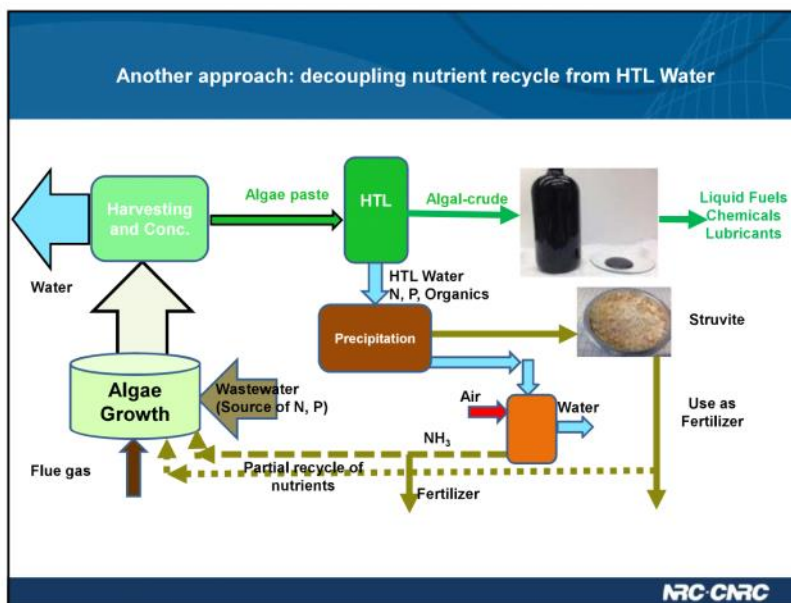 Another approach: decoupling nutrient recycle from HTL Water
Harvesting
and Conc.
Algae paste
HTL
Algal-crude
Liquid Fuels
Chemicals
Lubricants
Water
HTL Water
N, P, Organics
Precipitation
Struvite
Algae
Growth
Wastewater
(Source of N, P)
Air
Water
Use as
Fertilizer
NH₃
Flue gas
Partial recycle of
nutrients
Fertilizer
NRC·CNRC